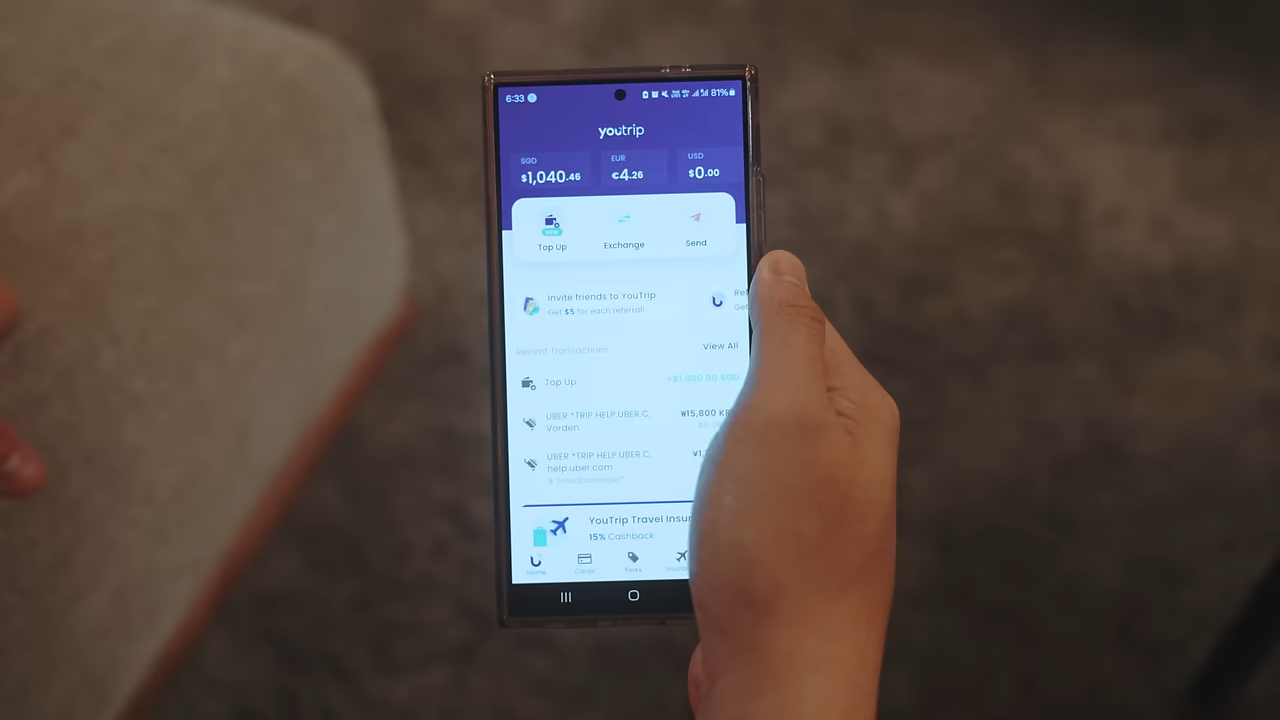 6:33
81%
youtrip
SGD
EUR
USD
$1,040.46
€4.26
$0.00
NEW
Top Up
Exchange
Send
Invite friends to YouTrip
Get $5 for each referral!
Recent Transactions
View All
Top Up
+$1,000.00 SGD
UBER *TRIP HELP.UBER.C,
Vorden
₩15,800
UBER *TRIP HELP.UBER.C,
help.uber.com
SmartExchange™
YouTrip Travel
15% Cashback
Home
Cards
Perks